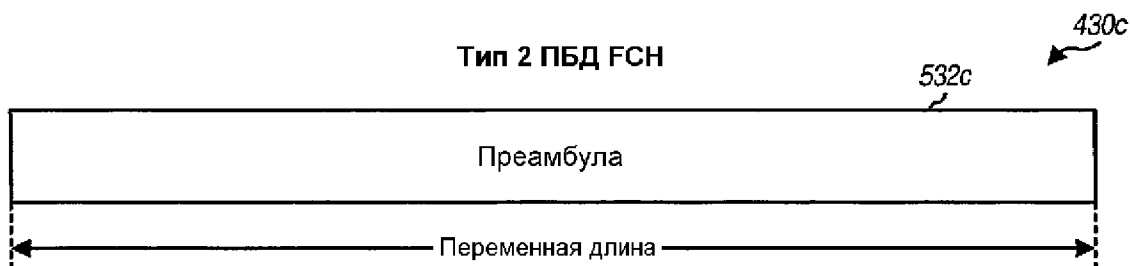 430c
Тип 2 ПБД FCH
532c
Преамбула
Переменная длина